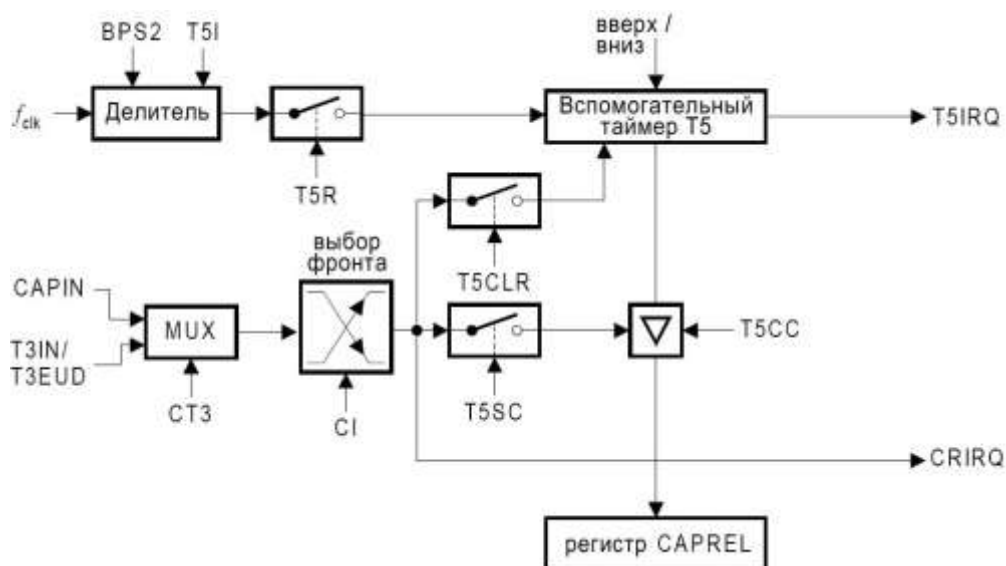 BPS2
T5I
вверх /
вниз
f clk
Делитель
Вспомогательный
таймер T5
T5IRQ
T5R
выбор
фронта
T5CLR
CAPIN
T3IN/
T3EUD
MUX
T5CC
CT3
CI
T5SC
CRIRQ
регистр CAPREL